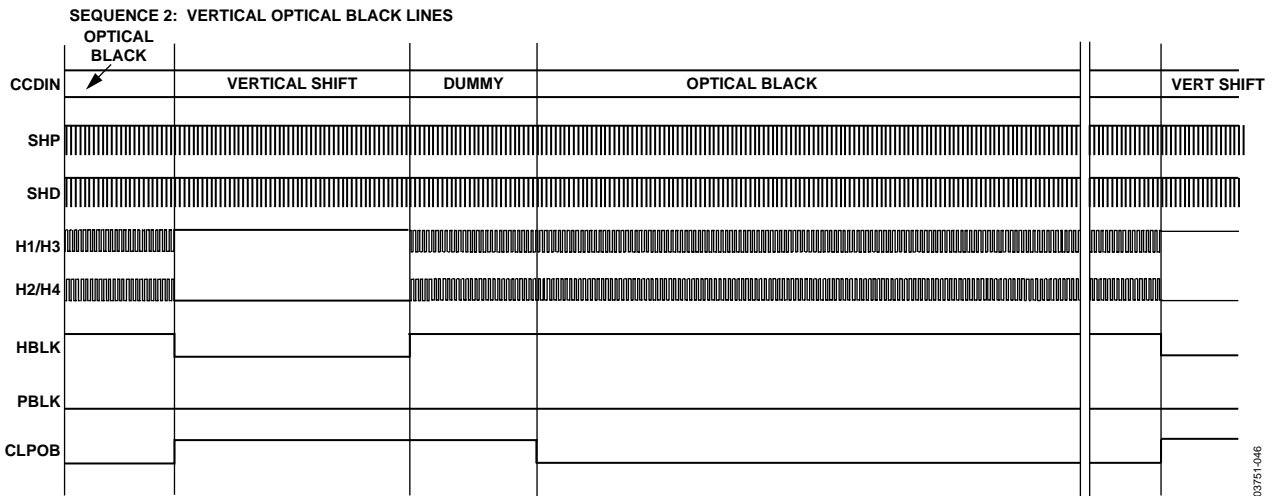 SEQUENCE 2: VERTICAL OPTICAL BLACK LINES
OPTICAL
BLACK
CCDIN
VERTICAL SHIFT
DUMMY
OPTICAL BLACK
VERT SHIFT
SHP
SHD
H1/H3
H2/H4
HBLK
PBLK
CLPOB
03751-046